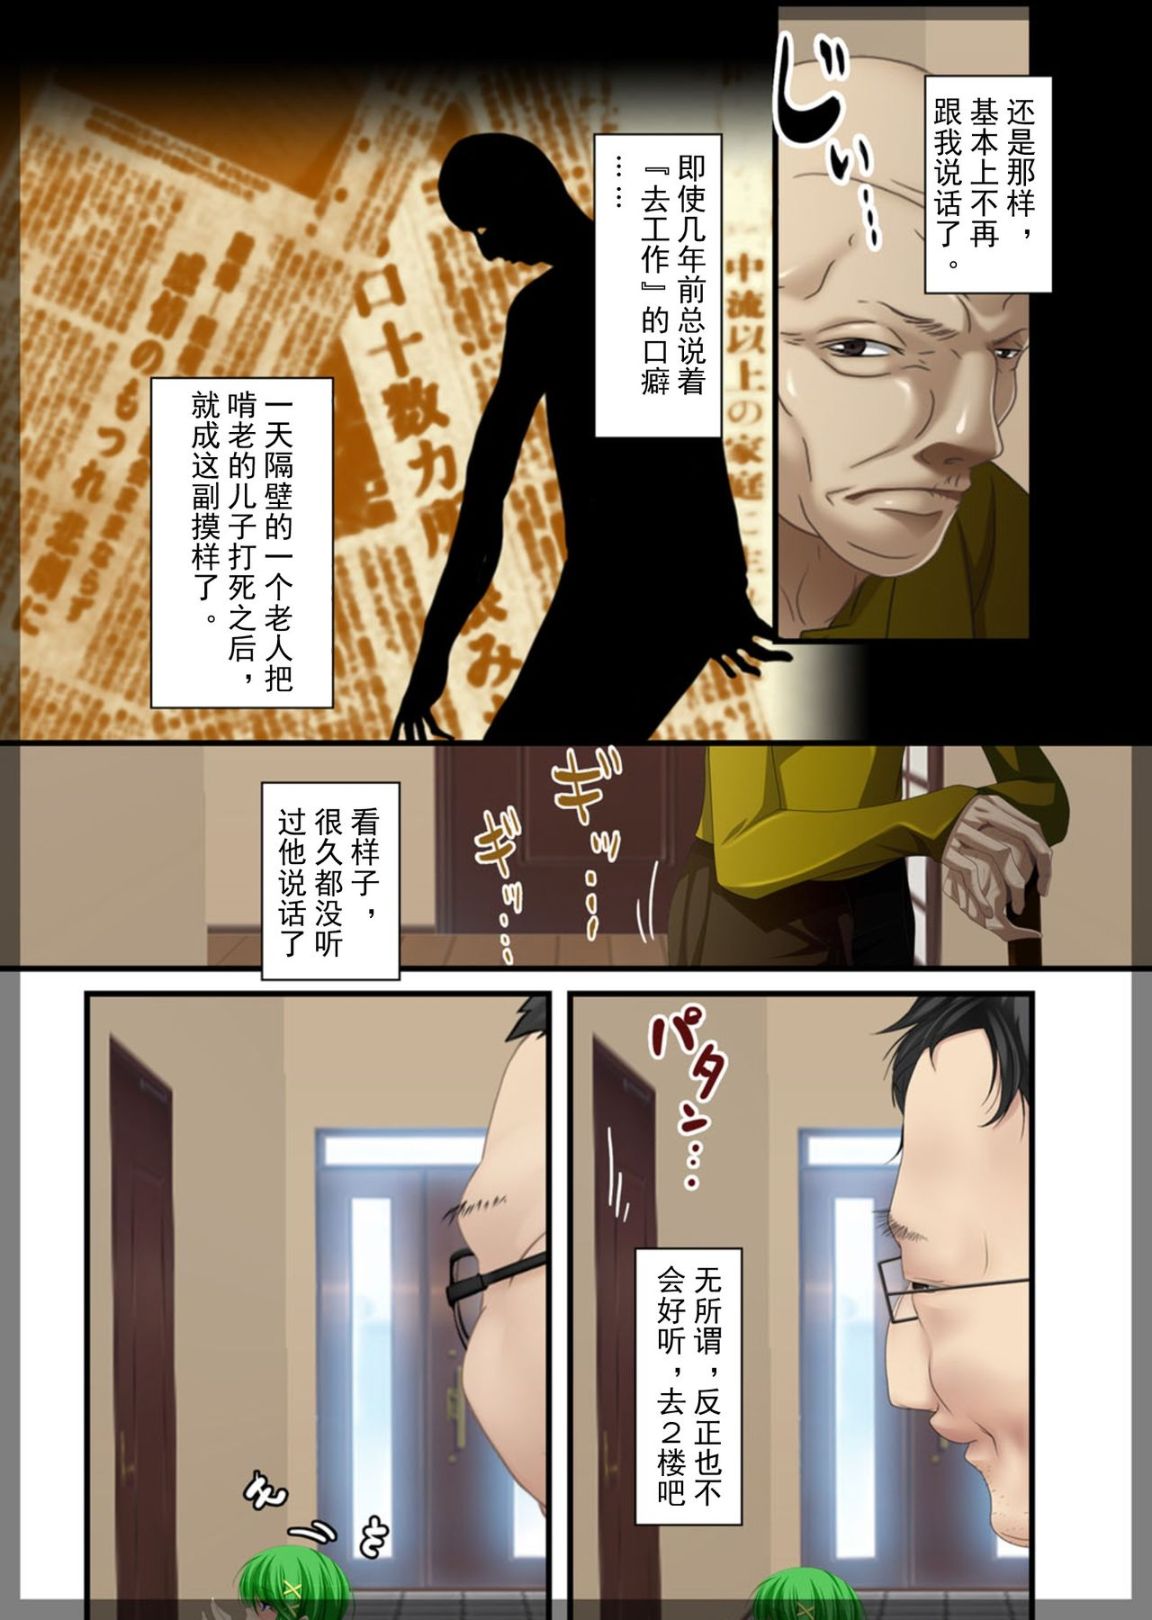 还是那样，
基本上不再
跟我说话了。
じぃ…
即使几年前总说着
『去工作』的口癖
……
中流以上の家庭に
口十数カ所
感情のもつれ
一天隔壁的一个老人把
啃老的儿子打死之后，
就成这副摸样了。
ギッ…
ギッ…
看样子，
很久都没听
过他说话了
パタン…
无所谓，反正也不
会好听，去２楼吧